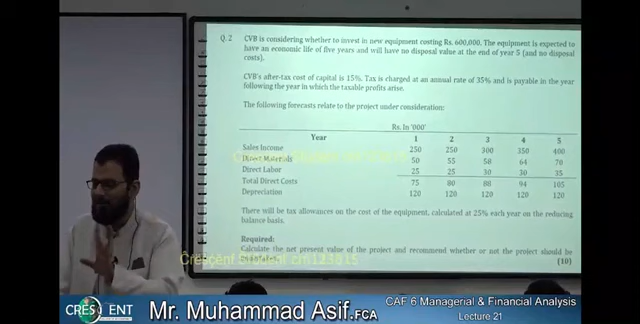 Q. 2 CVB is considering whether to invest in new equipment costing Rs. 600,000. The equipment is expected to
have an economic life of five years and will have no disposal value at the end of year 5 (and no disposal
costs).
CVB's after-tax cost of capital is 15%. Tax is charged at an annual rate of 35% and is payable in the year
following the year in which the taxable profits arise.
The following forecasts relate to the project under consideration:
Rs. In '000'
Year 1 2 3 4 5
Sales Income 250 250 300 350 400
Direct Materials 50 55 58 64 70
Direct Labor 25 25 30 30 35
Total Direct Costs 75 80 88 94 105
Depreciation 120 120 120 120 120
There will be tax allowances on the cost of the equipment, calculated at 25% each year on the reducing
balance basis.
Required:
Calculate the net present value of the project and recommend whether or not the project should be
(10)
Crescent Student cm123815
CRESCENT
Mr. Muhammad Asif.FCA
CAF 6 Managerial & Financial Analysis
Lecture 21